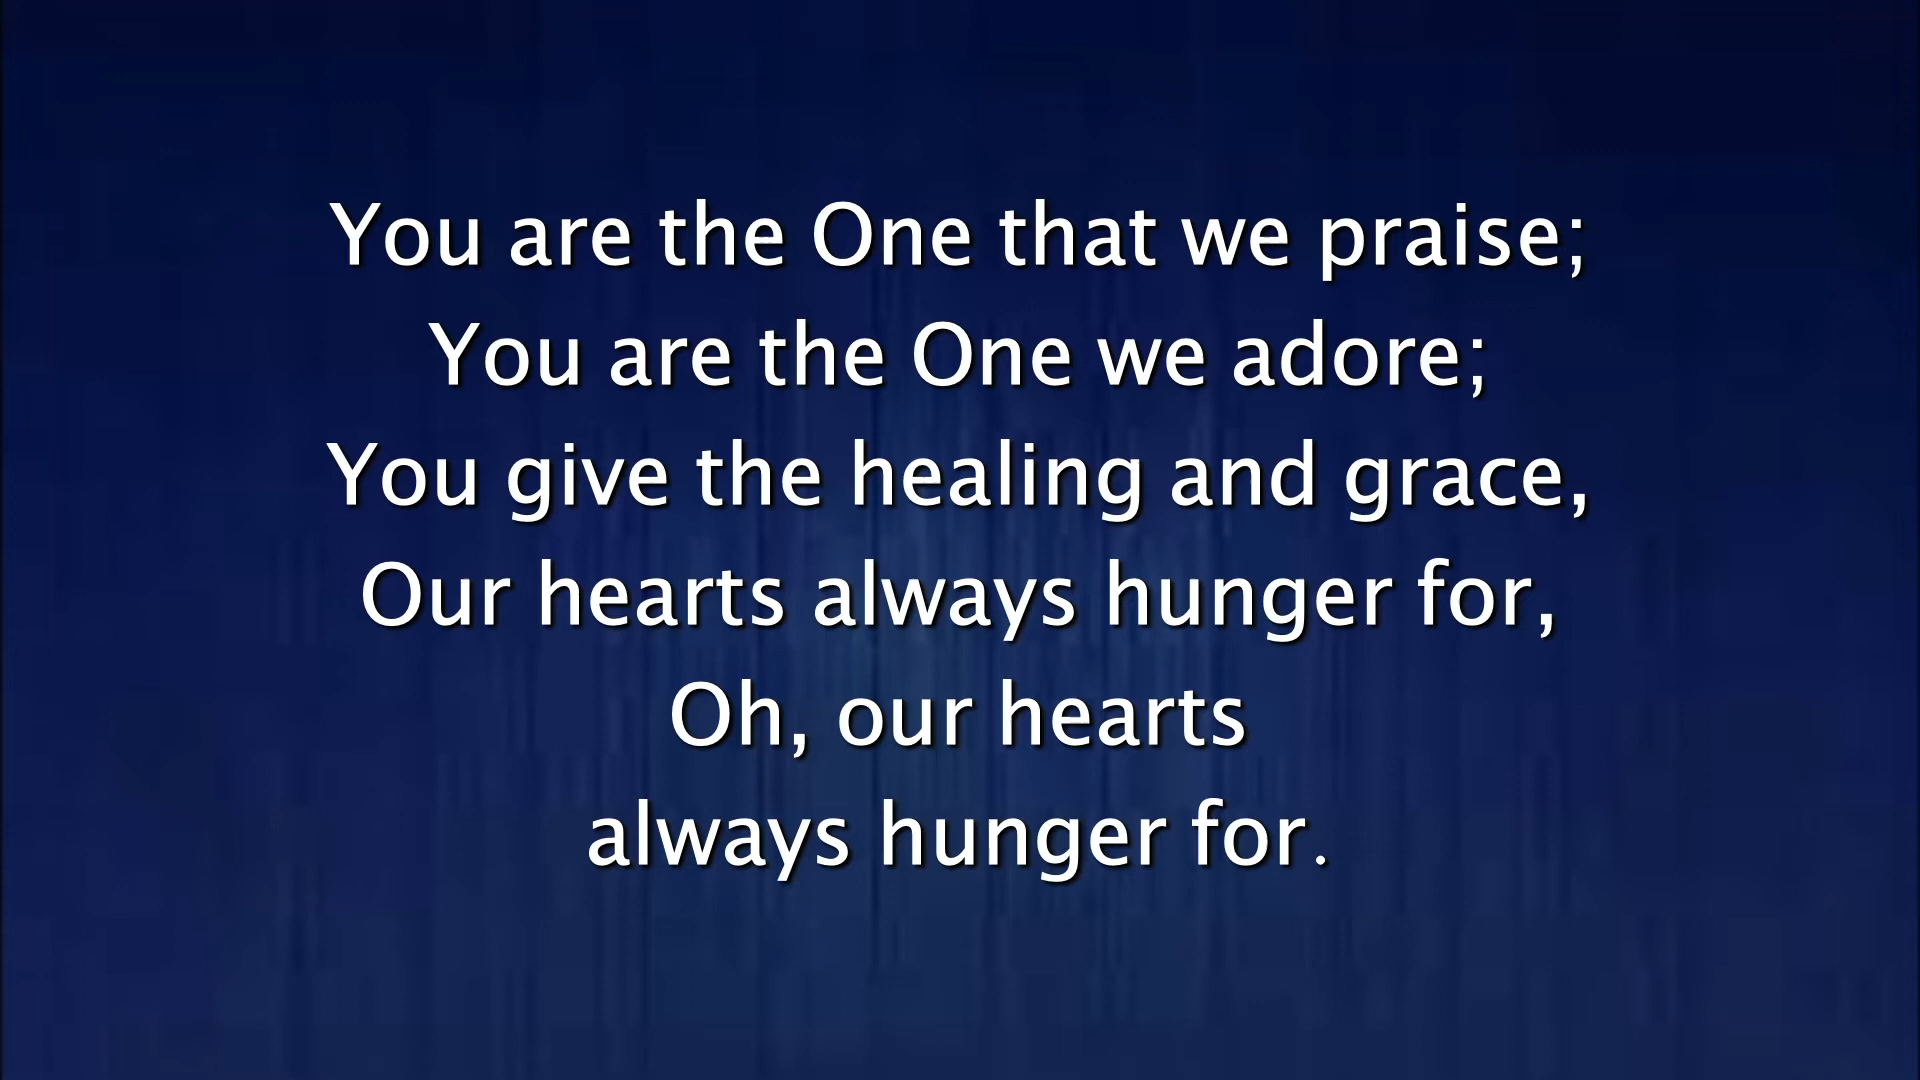 You are the One that we praise;
You are the One we adore;
You give the healing and grace,
Our hearts always hunger for,
Oh, our hearts
always hunger for.